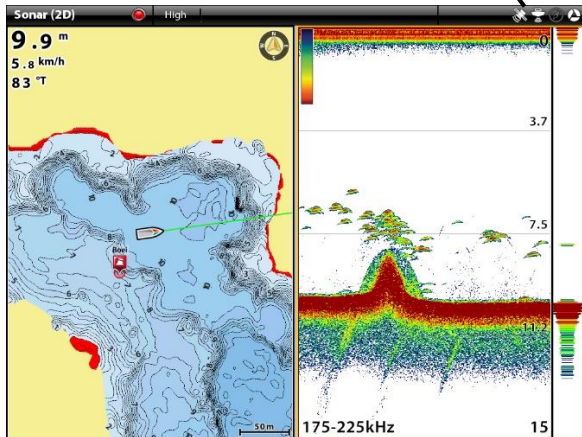 Sonar (2D) High
9.9 m
5.8 km/h
83 °T
N
Boei
50 m
0
3.7
7.5
11.2
175-225kHz
15